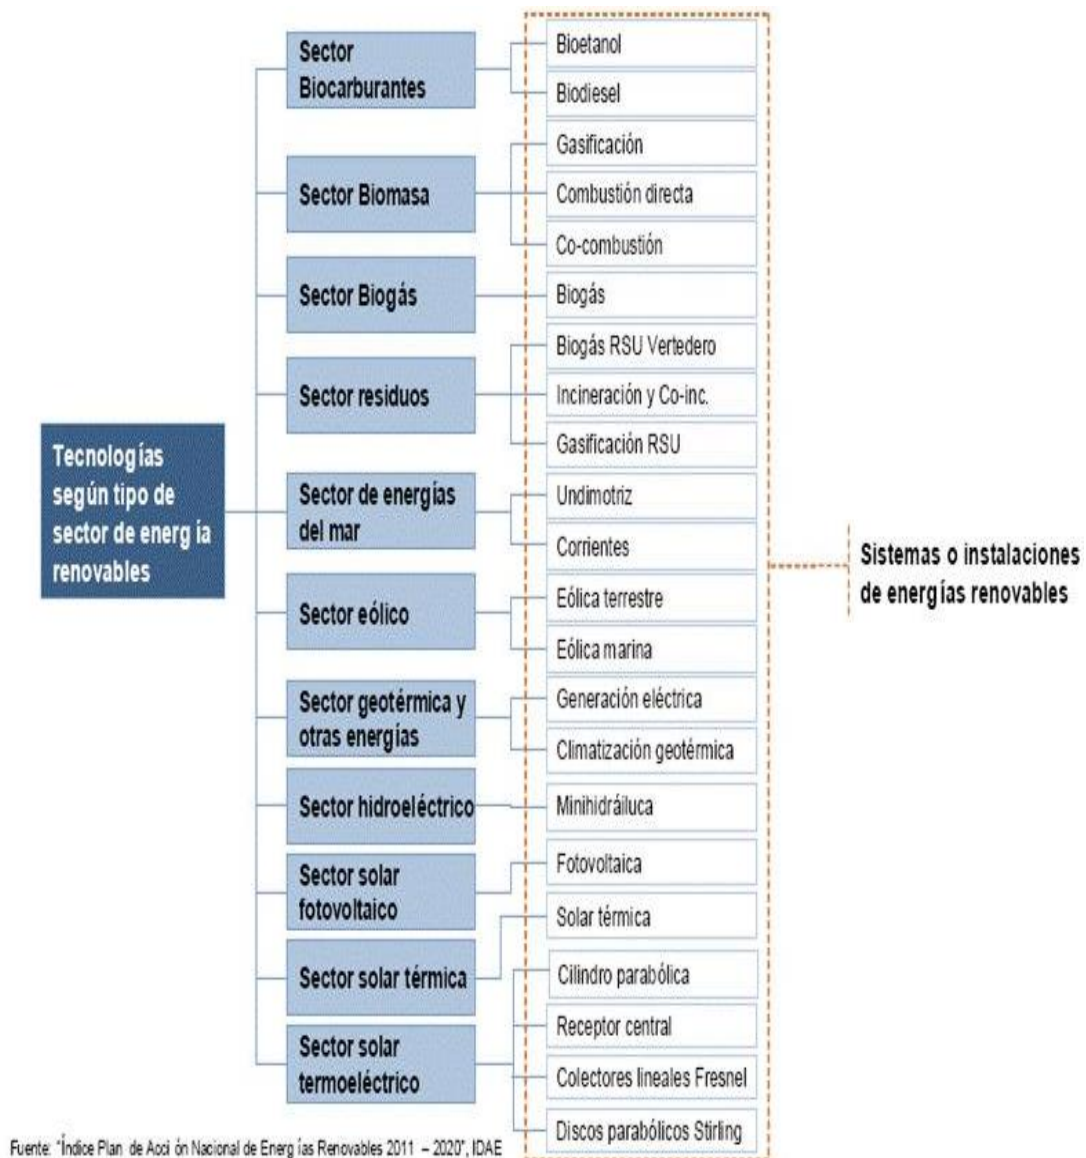 Tecnologías
según tipo de
sector de energía
renovables
Sector
Biocarburantes
Bioetanol
Biodiesel
Sector Biomasa
Gasificación
Combustión directa
Co-combustión
Sector Biogás
Biogás
Sector residuos
Biogás RSU Vertedero
Incineración y Co-inc.
Gasificación RSU
Sector de energías
del mar
Undimotriz
Corrientes
Sector eólico
Eólica terrestre
Eólica marina
Sector geotérmica y
otras energías
Generación eléctrica
Climatización geotérmica
Sector hidroeléctrico
Minihidráiluca
Sector solar
fotovoltaico
Fotovoltaica
Sector solar térmica
Solar térmica
Sector solar
termoeléctrico
Cilindro parabólica
Receptor central
Colectores lineales Fresnel
Discos parabólicos Stirling
Sistemas o instalaciones
de energías renovables
Fuente: "Índice Plan de Acci ón Nacional de Energ ías Renovables 2011 – 2020", IDAE